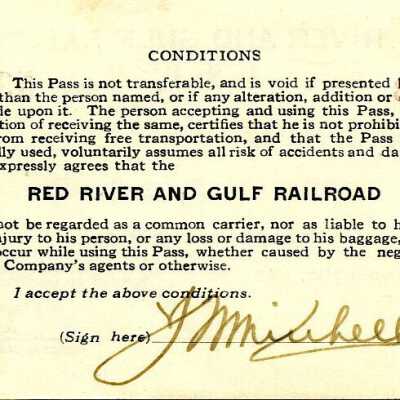 CONDITIONS
This Pass is not transferable, and is void if presented
than the person named, or if any alteration, addition or
de upon it. The person accepting and using this Pass,
tion of receiving the same, certifies that he is not prohibi
rom receiving free transportation, and that the Pass
lly used, voluntarily assumes all risk of accidents and da
expressly agrees that the
RED RIVER AND GULF RAILROAD
not be regarded as a common carrier, nor as liable to h
njury to his person, or any loss or damage to his baggage,
occur while using this Pass, whether caused by the neg
Company's agents or otherwise.
I accept the above conditions.
(Sign here) J M Mitchell